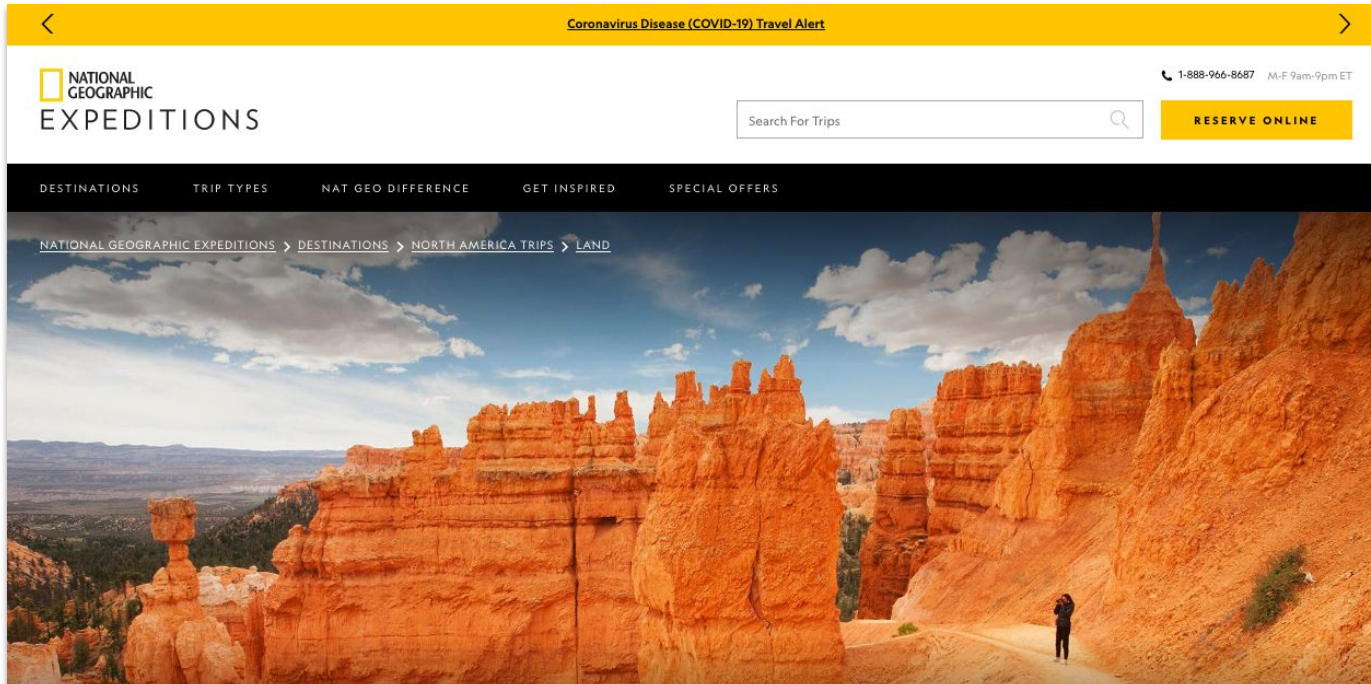 Coronavirus Disease (COVID-19) Travel Alert
NATIONAL
GEOGRAPHIC
EXPEDITIONS
1-888-966-8687 M-F 9am-9pm ET
Search For Trips
RESERVE ONLINE
DESTINATIONS TRIP TYPES NAT GEO DIFFERENCE GET INSPIRED SPECIAL OFFERS
NATIONAL GEOGRAPHIC EXPEDITIONS > DESTINATIONS > NORTH AMERICA TRIPS > LAND